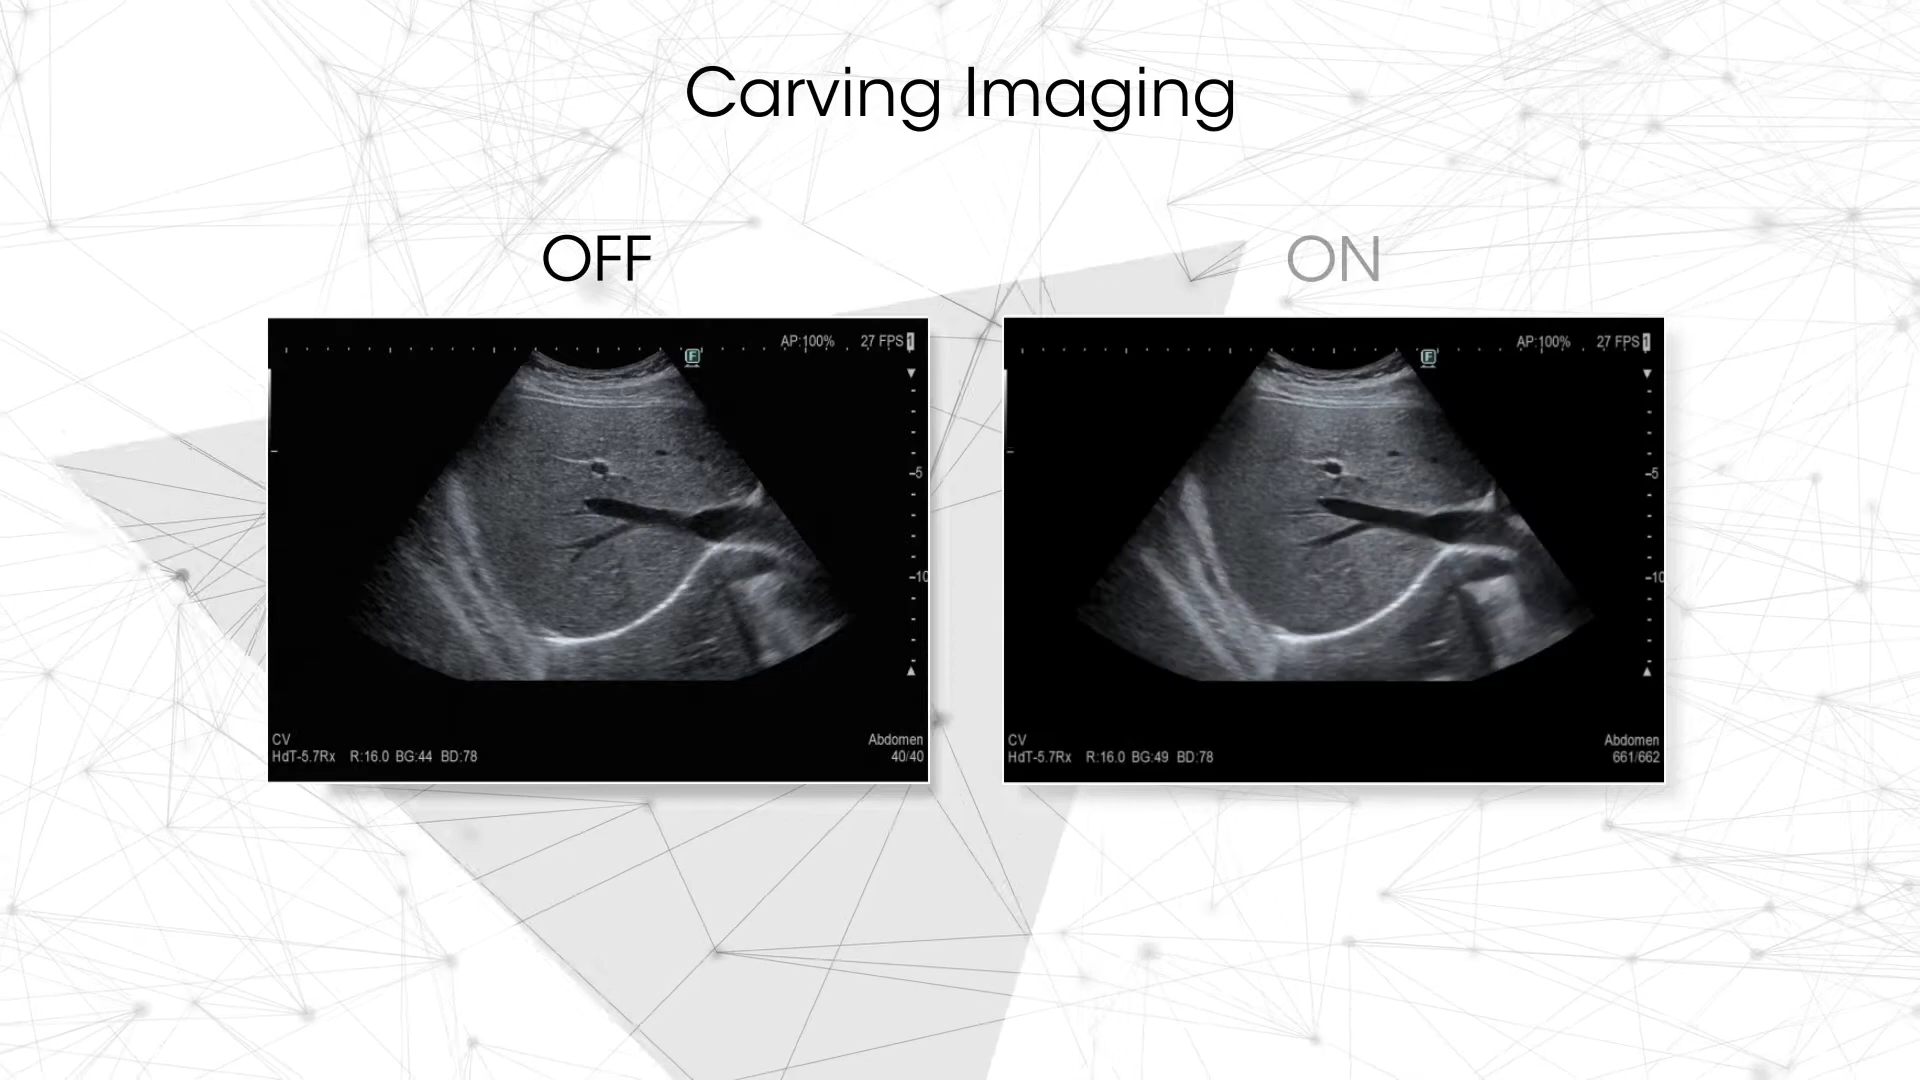 Carving Imaging
OFF
ON
AP:100% 27 FPS 1
F
-5
-10
CV
HdT-5.7Rx R:16.0 BG:44 BD:78
Abdomen
40/40
AP:100% 27 FPS 1
F
-5
-10
CV
HdT-5.7Rx R:16.0 BG:49 BD:78
Abdomen
661/662